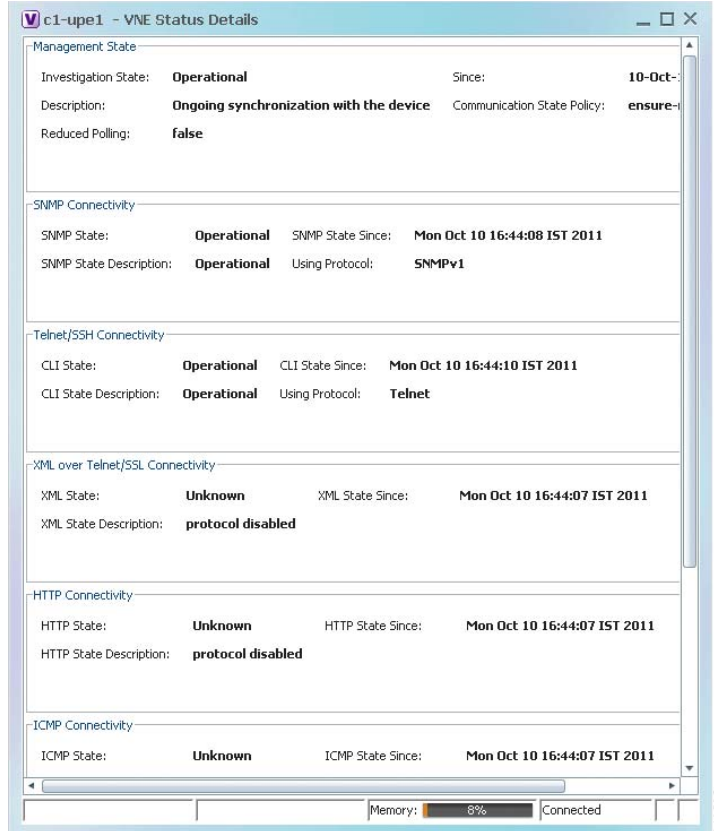 V c1-upe1 - VNE Status Details
Management State
Investigation State: Operational Since: 10-Oct-
Description: Ongoing synchronization with the device Communication State Policy: ensure-
Reduced Polling: false
SNMP Connectivity
SNMP State: Operational SNMP State Since: Mon Oct 10 16:44:08 IST 2011
SNMP State Description: Operational Using Protocol: SNMPv1
Telnet/SSH Connectivity
CLI State: Operational CLI State Since: Mon Oct 10 16:44:10 IST 2011
CLI State Description: Operational Using Protocol: Telnet
XML over Telnet/SSL Connectivity
XML State: Unknown XML State Since: Mon Oct 10 16:44:07 IST 2011
XML State Description: protocol disabled
HTTP Connectivity
HTTP State: Unknown HTTP State Since: Mon Oct 10 16:44:07 IST 2011
HTTP State Description: protocol disabled
ICMP Connectivity
ICMP State: Unknown ICMP State Since: Mon Oct 10 16:44:07 IST 2011
Memory: 8% Connected